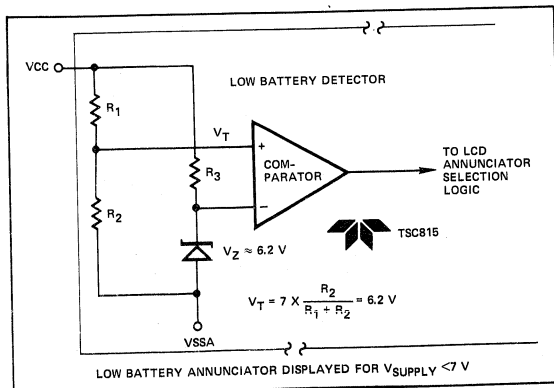 VCC
LOW BATTERY DETECTOR
R1
VT
+
R3
COM-
PARATOR
TO LCD
ANNUNCIATOR
SELECTION
LOGIC
R2
−
TSC815
VZ ≈ 6.2 V
VT = 7 X R2 / R1 + R2 = 6.2 V
VSSA
LOW BATTERY ANNUNCIATOR DISPLAYED FOR VSUPPLY <7 V